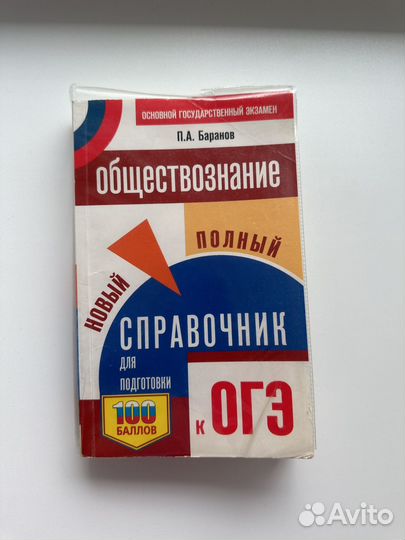 ОСНОВНОЙ ГОСУДАРСТВЕННЫЙ ЭКЗАМЕН
П.А. Баранов
ОБЩЕСТВОЗНАНИЕ
НОВЫЙ
ПОЛНЫЙ
СПРАВОЧНИК
ДЛЯ
ПОДГОТОВКИ
100
БАЛЛОВ
К ОГЭ
Avito